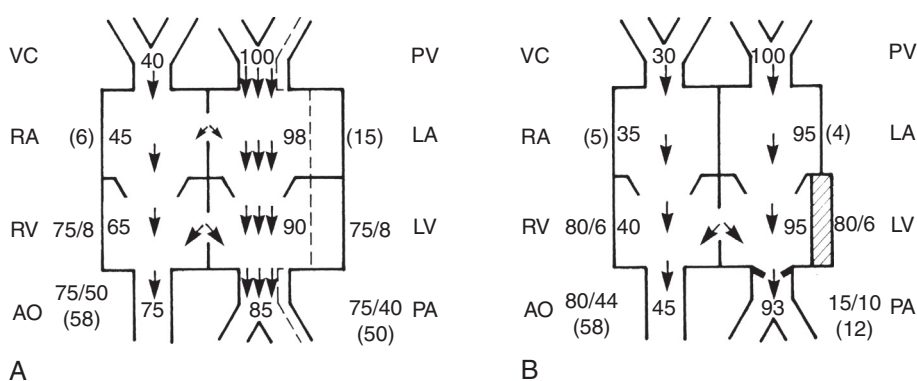 VC 40 100 PV
RA (6) 45 98 (15) LA
RV 75/8 65 90 75/8 LV
AO 75/50 (58) 75 85 75/40 (50) PA
A
VC 30 100 PV
RA (5) 35 95 (4) LA
RV 80/6 40 95 80/6 LV
AO 80/44 (58) 45 93 15/10 (12) PA
B